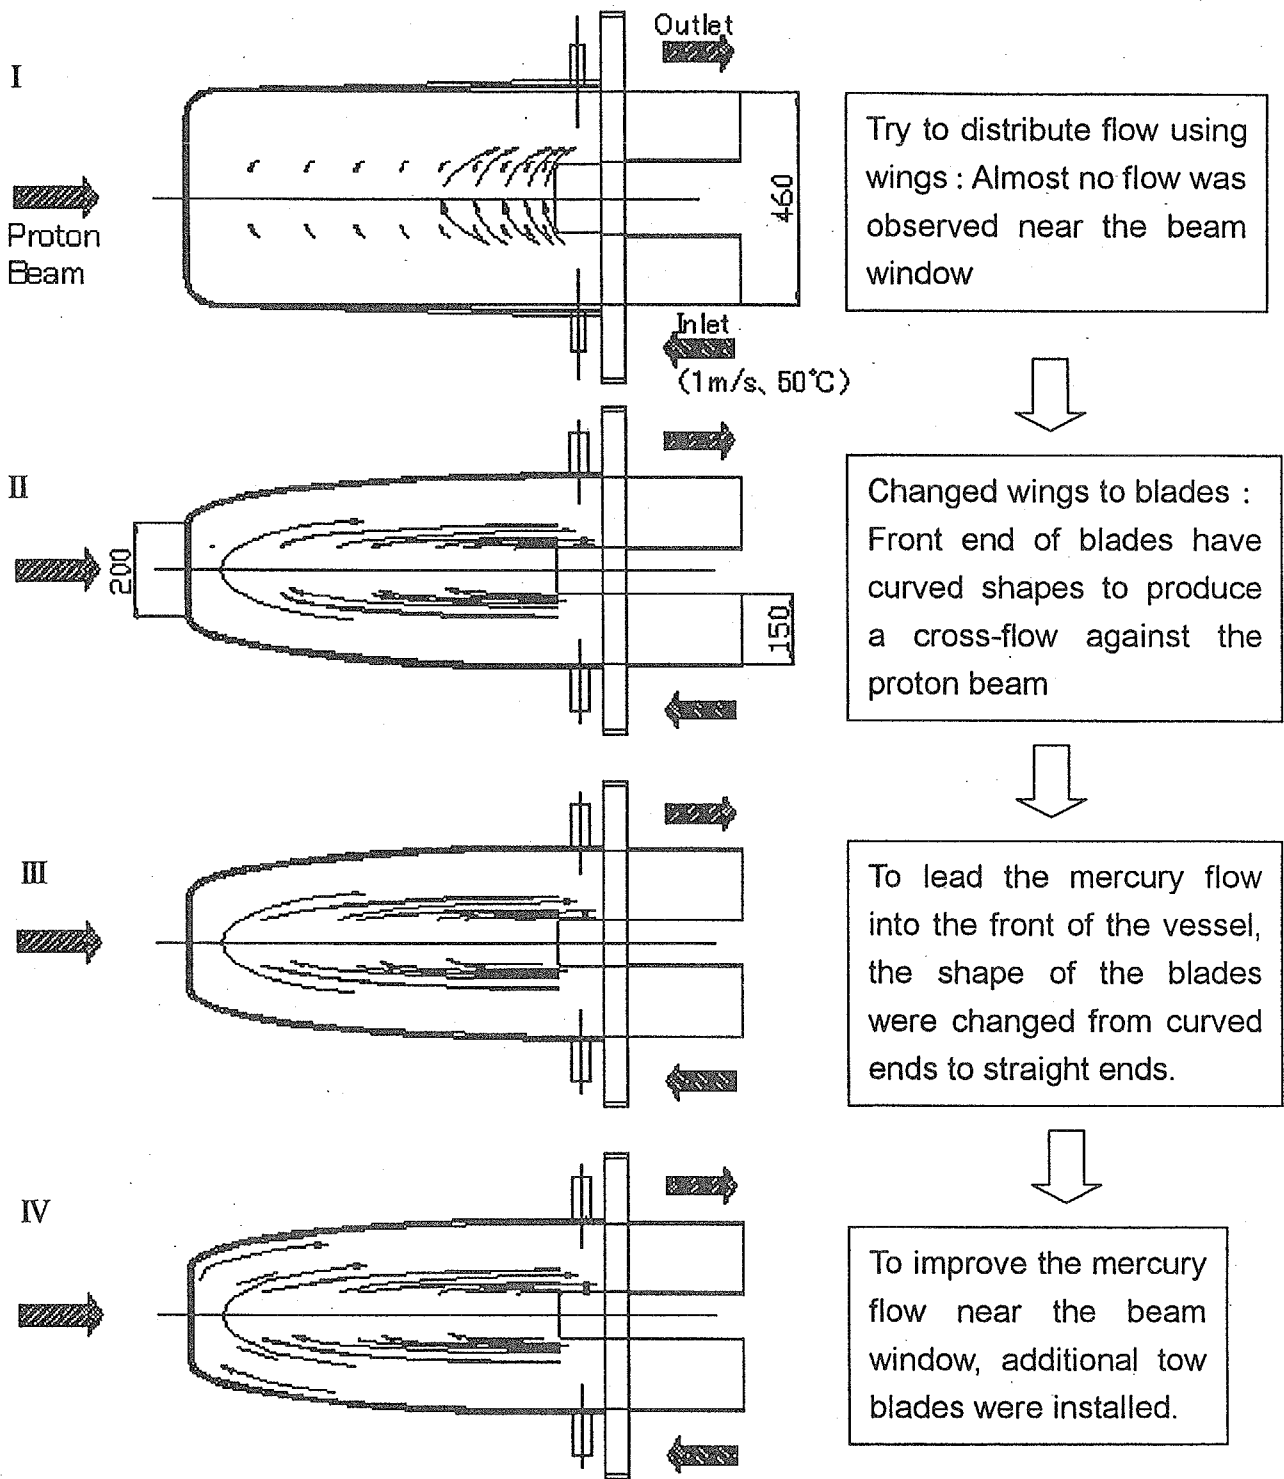 Outlet
I
Try to distribute flow using
wings : Almost no flow was
observed near the beam
window
460
Proton
Beam
Inlet
(1m/s、50℃)
II
200
150
Changed wings to blades :
Front end of blades have
curved shapes to produce
a cross-flow against the
proton beam
III
To lead the mercury flow
into the front of the vessel,
the shape of the blades
were changed from curved
ends to straight ends.
IV
To improve the mercury
flow near the beam
window, additional tow
blades were installed.